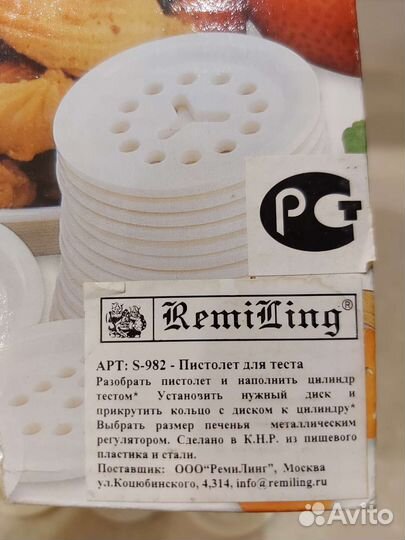 РСТ
RemiLing®
АРТ: S-982 - Пистолет для теста
Разобрать пистолет и наполнить цилиндр
тестом* Установить нужный диск и
прикрутить кольцо с диском к цилиндру*
Выбрать размер печенья металлическим
регулятором. Сделано в К.Н.Р. из пищевого
пластика и стали.
Поставщик: ООО"РемиЛинг", Москва
ул.Коцюбинского, 4,314, info@remiling.ru
Avito